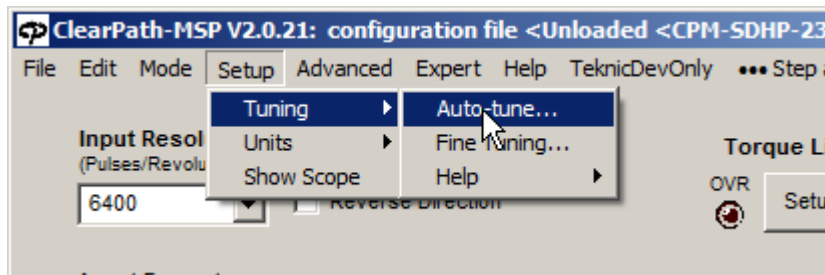 ClearPath-MSP V2.0.21: configuration file <Unloaded <CPM-SDHP-23
File Edit Mode Setup Advanced Expert Help TeknicDevOnly ••• Step
Tuning Auto-tune...
Units Fine Tuning...
Show Scope Help
Input Resol
(Pulses/Revolu
6400
Reverse Direction
Torque L
OVR
Setu